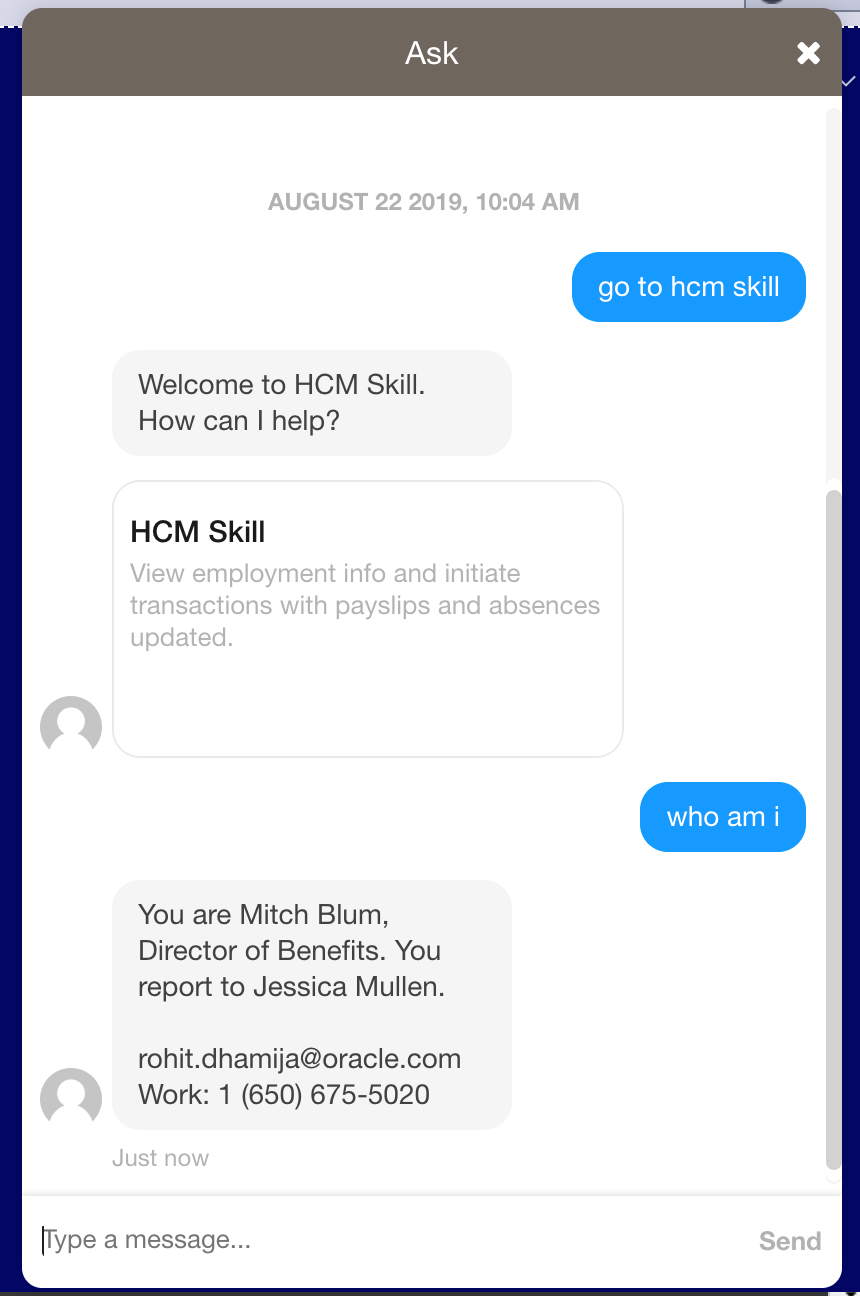 Ask
AUGUST 22 2019, 10:04 AM
go to hcm skill
Welcome to HCM Skill.
How can I help?
HCM Skill
View employment info and initiate
transactions with payslips and absences
updated.
who am i
You are Mitch Blum,
Director of Benefits. You
report to Jessica Mullen.
rohit.dhamija@oracle.com
Work: 1 (650) 675-5020
Just now
Type a message...
Send